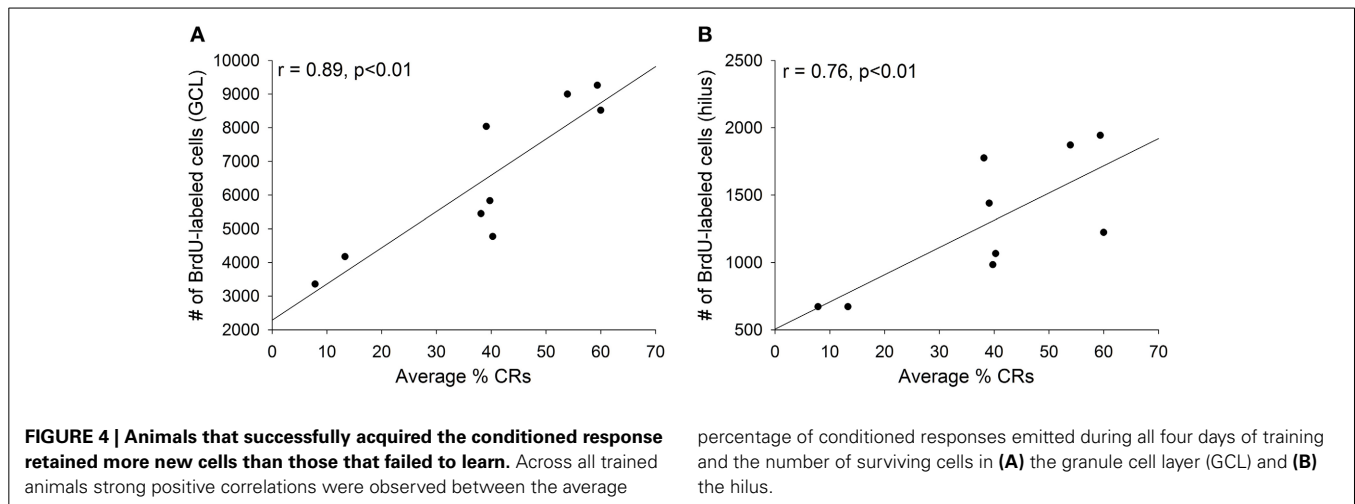 A
r = 0.89, p<0.01
# of BrdU-labeled cells (GCL)
10000
9000
8000
7000
6000
5000
4000
3000
2000
0 10 20 30 40 50 60 70
Average % CRs
B
r = 0.76, p<0.01
# of BrdU-labeled cells (hilus)
2500
2000
1500
1000
500
0 10 20 30 40 50 60 70
Average % CRs
FIGURE 4 | Animals that successfully acquired the conditioned response
retained more new cells than those that failed to learn. Across all trained
animals strong positive correlations were observed between the average
percentage of conditioned responses emitted during all four days of training
and the number of surviving cells in (A) the granule cell layer (GCL) and (B)
the hilus.